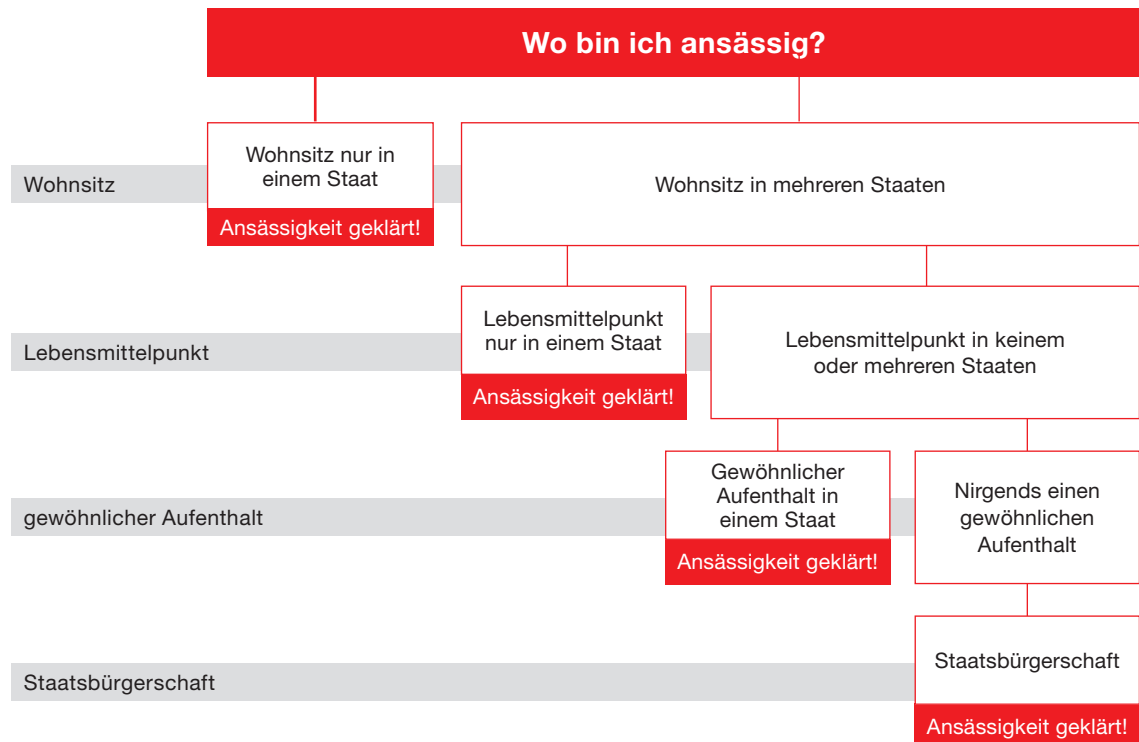 Wo bin ich ansässig?
Wohnsitz
Wohnsitz nur in
einem Staat
Ansässigkeit geklärt!
Wohnsitz in mehreren Staaten
Lebensmittelpunkt
Lebensmittelpunkt
nur in einem Staat
Ansässigkeit geklärt!
Lebensmittelpunkt in keinem
oder mehreren Staaten
gewöhnlicher Aufenthalt
Gewöhnlicher
Aufenthalt in
einem Staat
Ansässigkeit geklärt!
Nirgends einen
gewöhnlichen
Aufenthalt
Staatsbürgerschaft
Staatsbürgerschaft
Ansässigkeit geklärt!